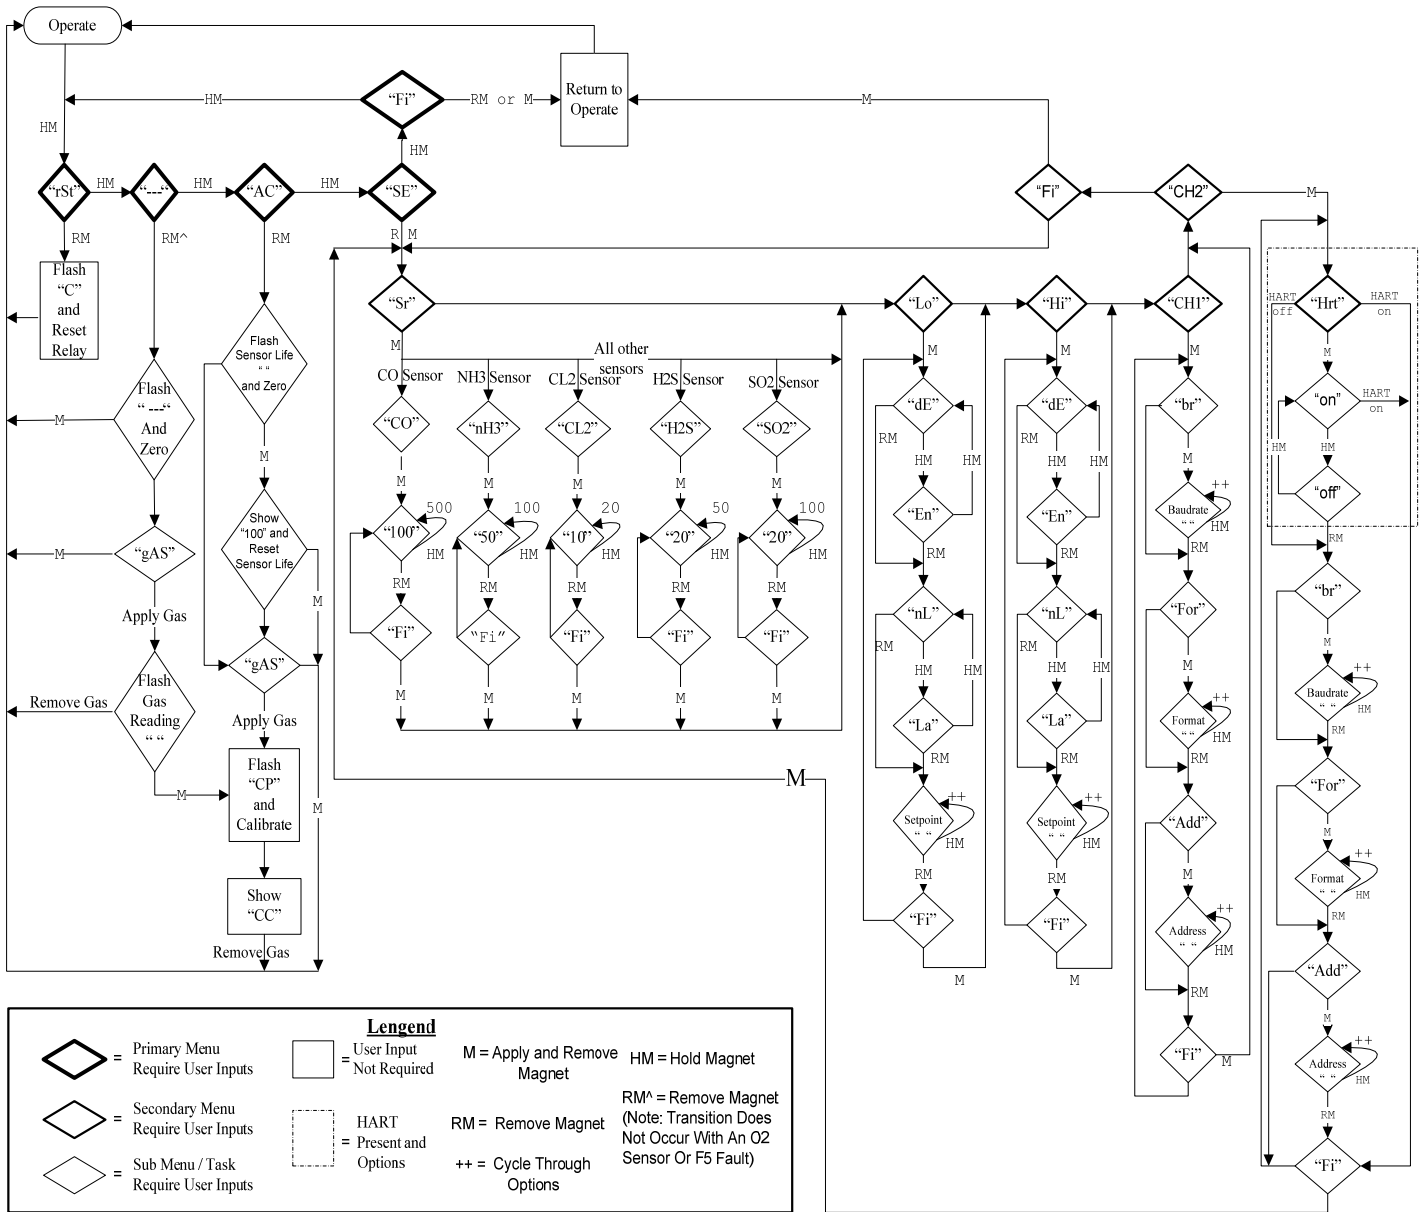 Operate
"Fi"
HM
RM or M
Return to
Operate
M
HM
HM
"rSt"
HM
"---"
HM
"AC"
HM
"SE"
"Fi"
"CH2"
M
RM
RM^
RM
R M
Flash
"C"
and
Reset
Relay
"Sr"
"Lo"
"Hi"
"CH1"
HART
off
"Hrt"
HART
on
Flash
Sensor Life
" "
and Zero
M
All other
sensors
M
M
M
M
CO Sensor
NH3 Sensor
CL2 Sensor
H2S Sensor
SO2 Sensor
Flash
"---"
And
Zero
M
"CO"
"nH3"
"CL2"
"H2S"
"SO2"
"dE"
"dE"
"br"
"on"
HART
on
RM
HM
HM
RM
HM
HM
M
HM
HM
M
M
M
M
M
M
"En"
"En"
Baudrate
" "
++
HM
"off"
Show
"100" and
Reset
Sensor Life
"100"
500
HM
"50"
100
HM
"10"
20
HM
"20"
50
HM
"20"
100
HM
RM
RM
M
"gAS"
M
RM
RM
RM
RM
RM
"nL"
"nL"
"For"
"br"
M
Apply Gas
"Fi"
"Fi"
"Fi"
"Fi"
"Fi"
RM
HM
HM
RM
HM
HM
M
M
"gAS"
Flash
Gas
Reading
" "
Remove Gas
M
M
M
M
M
"La"
"La"
Format
" "
++
HM
Baudrate
" "
++
HM
Apply Gas
RM
RM
RM
RM
Flash
"CP"
and
Calibrate
M
M
M
"For"
Setpoint
" "
++
HM
Setpoint
" "
++
HM
"Add"
M
RM
RM
M
Format
" "
++
HM
Show
"CC"
"Fi"
"Fi"
Address
" "
++
HM
RM
Remove Gas
M
M
RM
"Add"
M
"Fi"
M
Address
" "
++
HM
RM
"Fi"
Lengend
= Primary Menu
Require User Inputs
= User Input
Not Required
M = Apply and Remove
Magnet
HM = Hold Magnet
= Secondary Menu
Require User Inputs
HART
= Present and
Options
RM = Remove Magnet
RM^ = Remove Magnet
(Note: Transition Does
Not Occur With An O2
Sensor Or F5 Fault)
= Sub Menu / Task
Require User Inputs
++ = Cycle Through
Options